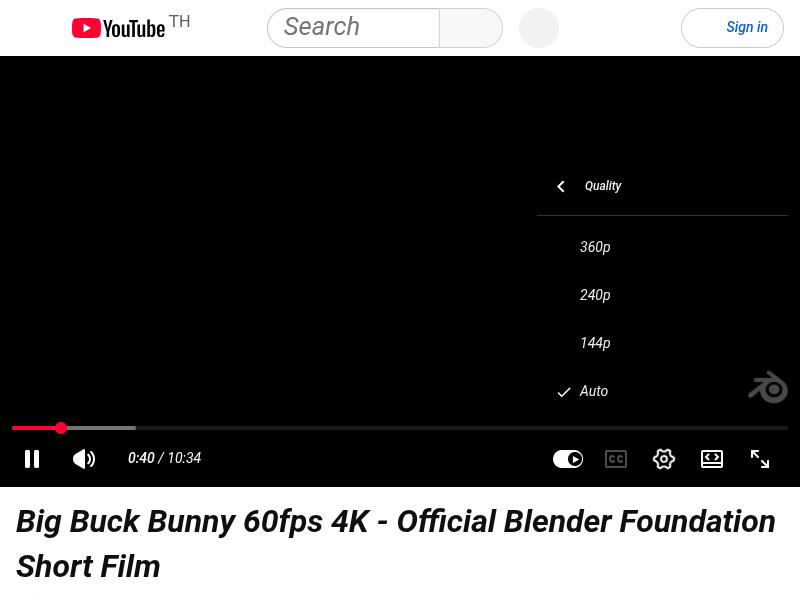 YouTube TH
Search
Sign in
Quality
360p
240p
144p
Auto
0:40 / 10:34
CC
Big Buck Bunny 60fps 4K - Official Blender Foundation
Short Film